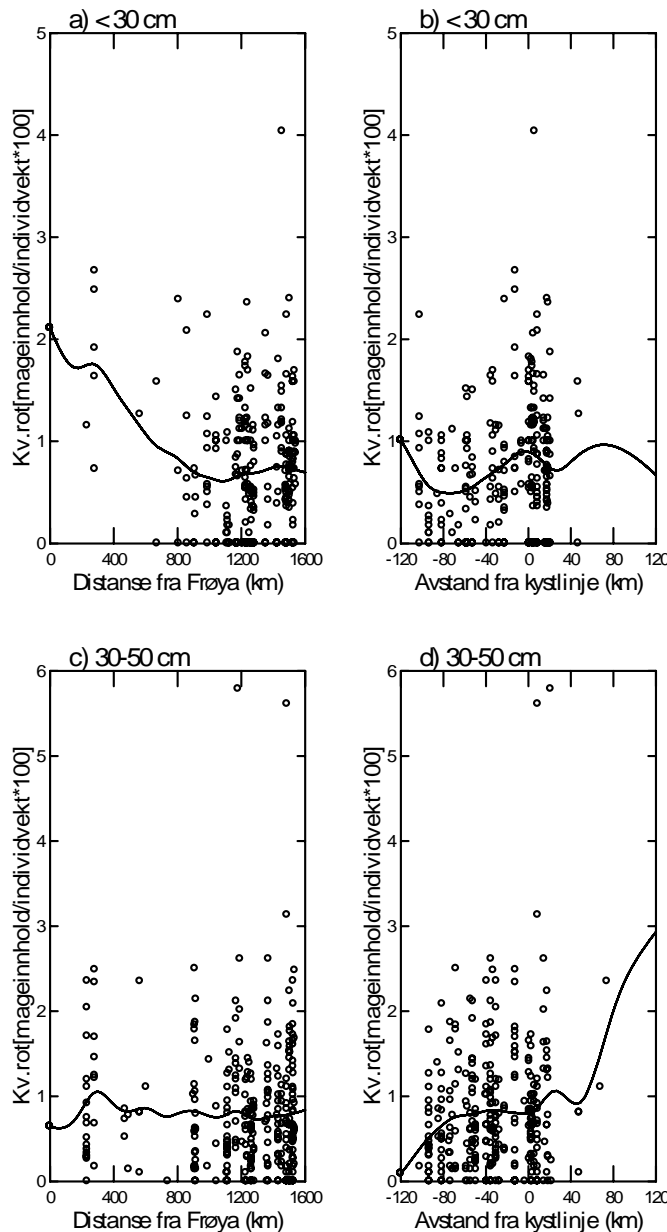 a) < 30 cm
b) < 30 cm
5
4
3
2
1
0
Kv.rot[mageinnhold/individvekt*100]
0 400 800 1200 1600
Distanse fra Frøya (km)
5
4
3
2
1
0
Kv.rot[mageinnhold/individvekt*100]
-120 -80 -40 0 40 80 120
Avstand fra kystlinje (km)
c) 30-50 cm
d) 30-50 cm
6
5
4
3
2
1
0
Kv.rot[mageinnhold/individvekt*100]
0 400 800 1200 1600
Distanse fra Frøya (km)
6
5
4
3
2
1
0
Kv.rot[mageinnhold/individvekt*100]
-120 -80 -40 0 40 80 120
Avstand fra kystlinje (km)